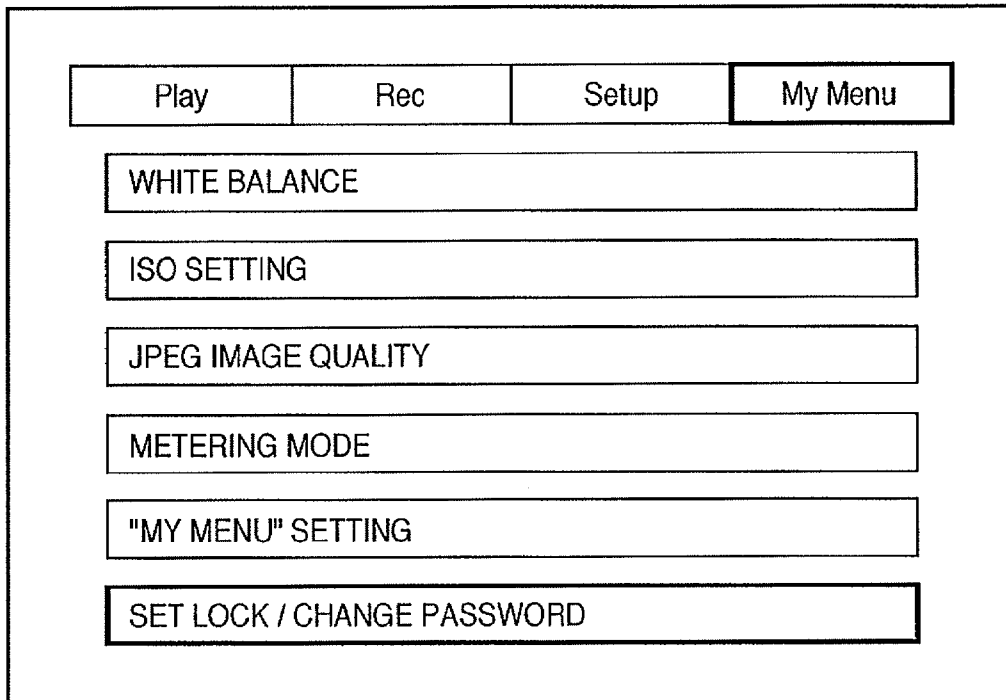 Play Rec Setup My Menu
WHITE BALANCE
ISO SETTING
JPEG IMAGE QUALITY
METERING MODE
"MY MENU" SETTING
SET LOCK / CHANGE PASSWORD